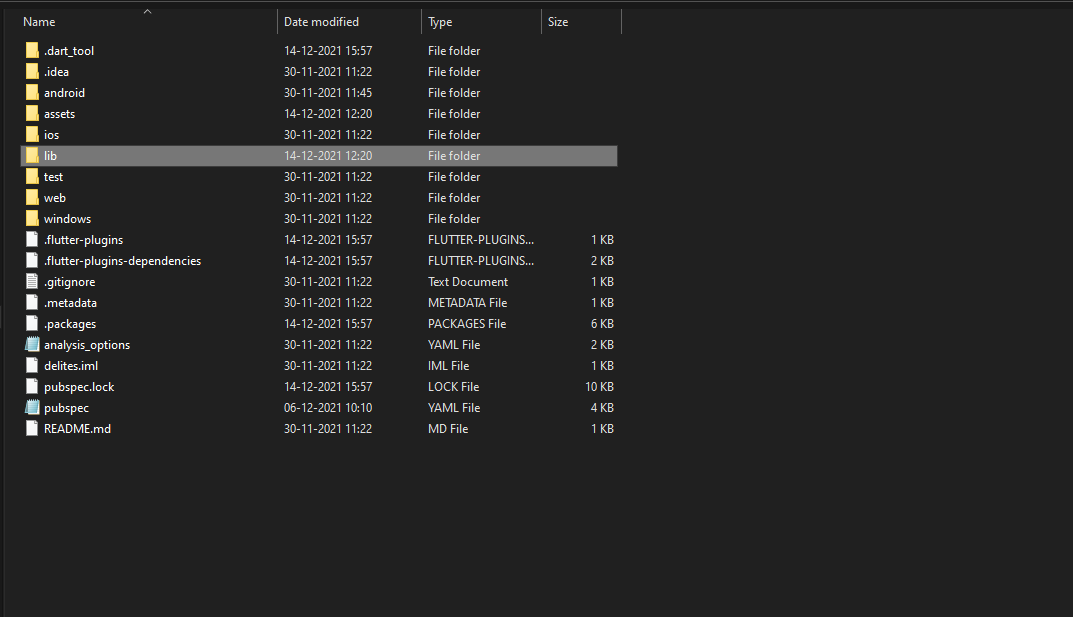 Name Date modified Type Size
.dart_tool 14-12-2021 15:57 File folder
.idea 30-11-2021 11:22 File folder
android 30-11-2021 11:45 File folder
assets 14-12-2021 12:20 File folder
ios 30-11-2021 11:22 File folder
lib 14-12-2021 12:20 File folder
test 30-11-2021 11:22 File folder
web 30-11-2021 11:22 File folder
windows 30-11-2021 11:22 File folder
.flutter-plugins 14-12-2021 15:57 FLUTTER-PLUGINS... 1 KB
.flutter-plugins-dependencies 14-12-2021 15:57 FLUTTER-PLUGINS... 2 KB
.gitignore 30-11-2021 11:22 Text Document 1 KB
.metadata 30-11-2021 11:22 METADATA File 1 KB
.packages 14-12-2021 15:57 PACKAGES File 6 KB
analysis_options 30-11-2021 11:22 YAML File 2 KB
delites.iml 30-11-2021 11:22 IML File 1 KB
pubspec.lock 14-12-2021 15:57 LOCK File 10 KB
pubspec 06-12-2021 10:10 YAML File 4 KB
README.md 30-11-2021 11:22 MD File 1 KB